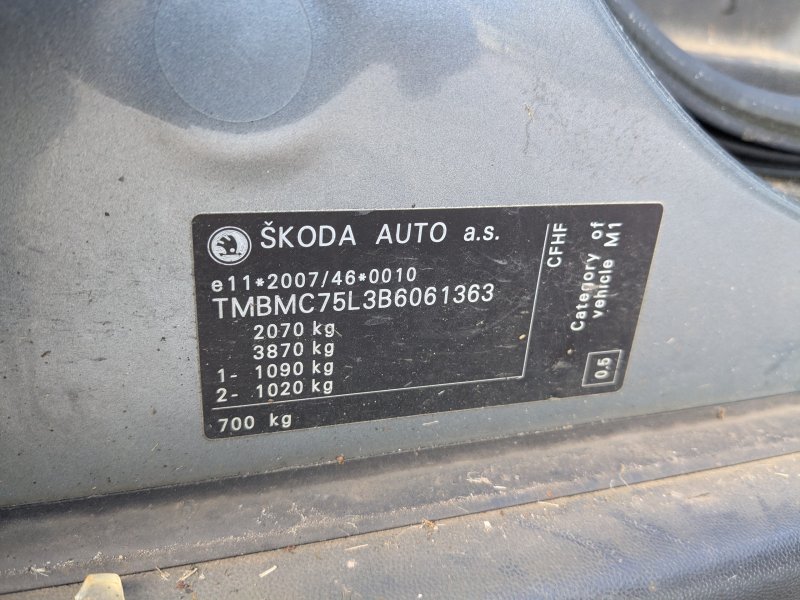 ŠKODA AUTO a.s.
e11*2007/46*0010
TMBMC75L3B6061363
2070 kg
3870 kg
1- 1090 kg
2- 1020 kg
700 kg
CFHF
Category of
vehicle M1
0.5